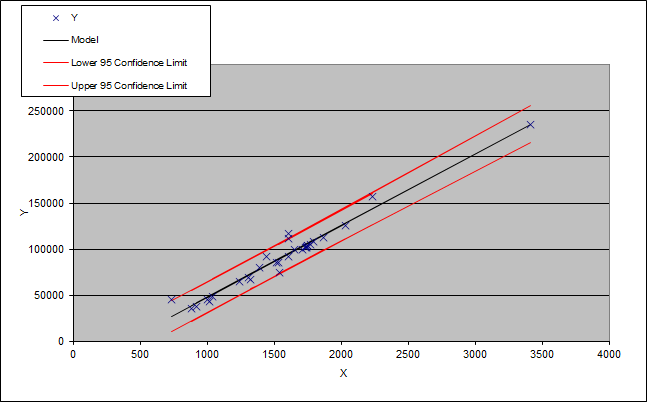 Y
Model
Lower 95 Confidence Limit
Upper 95 Confidence Limit
250000
200000
150000
100000
50000
0
Y
0 500 1000 1500 2000 2500 3000 3500 4000
X